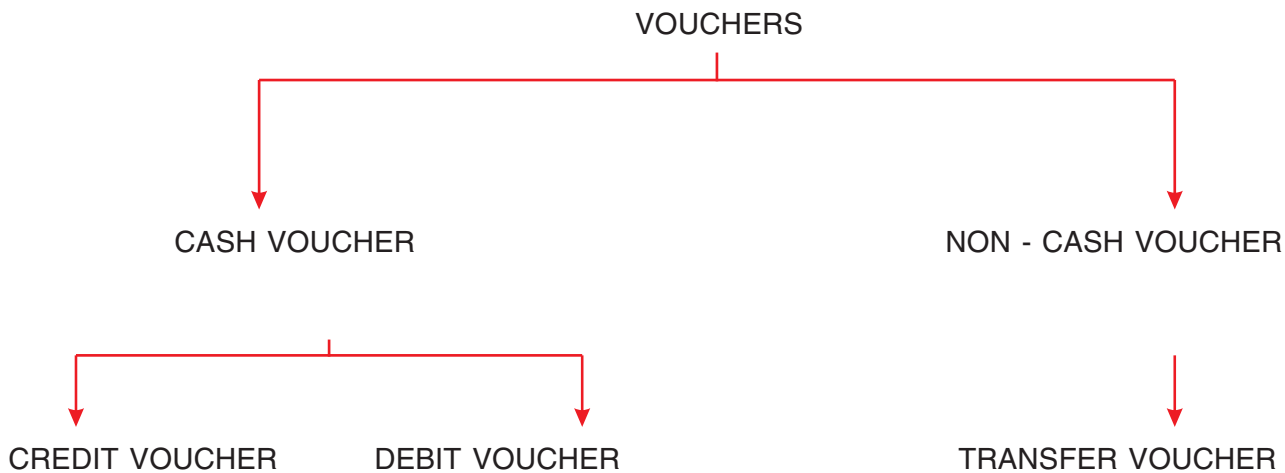 VOUCHERS
CASH VOUCHER
NON - CASH VOUCHER
CREDIT VOUCHER
DEBIT VOUCHER
TRANSFER VOUCHER